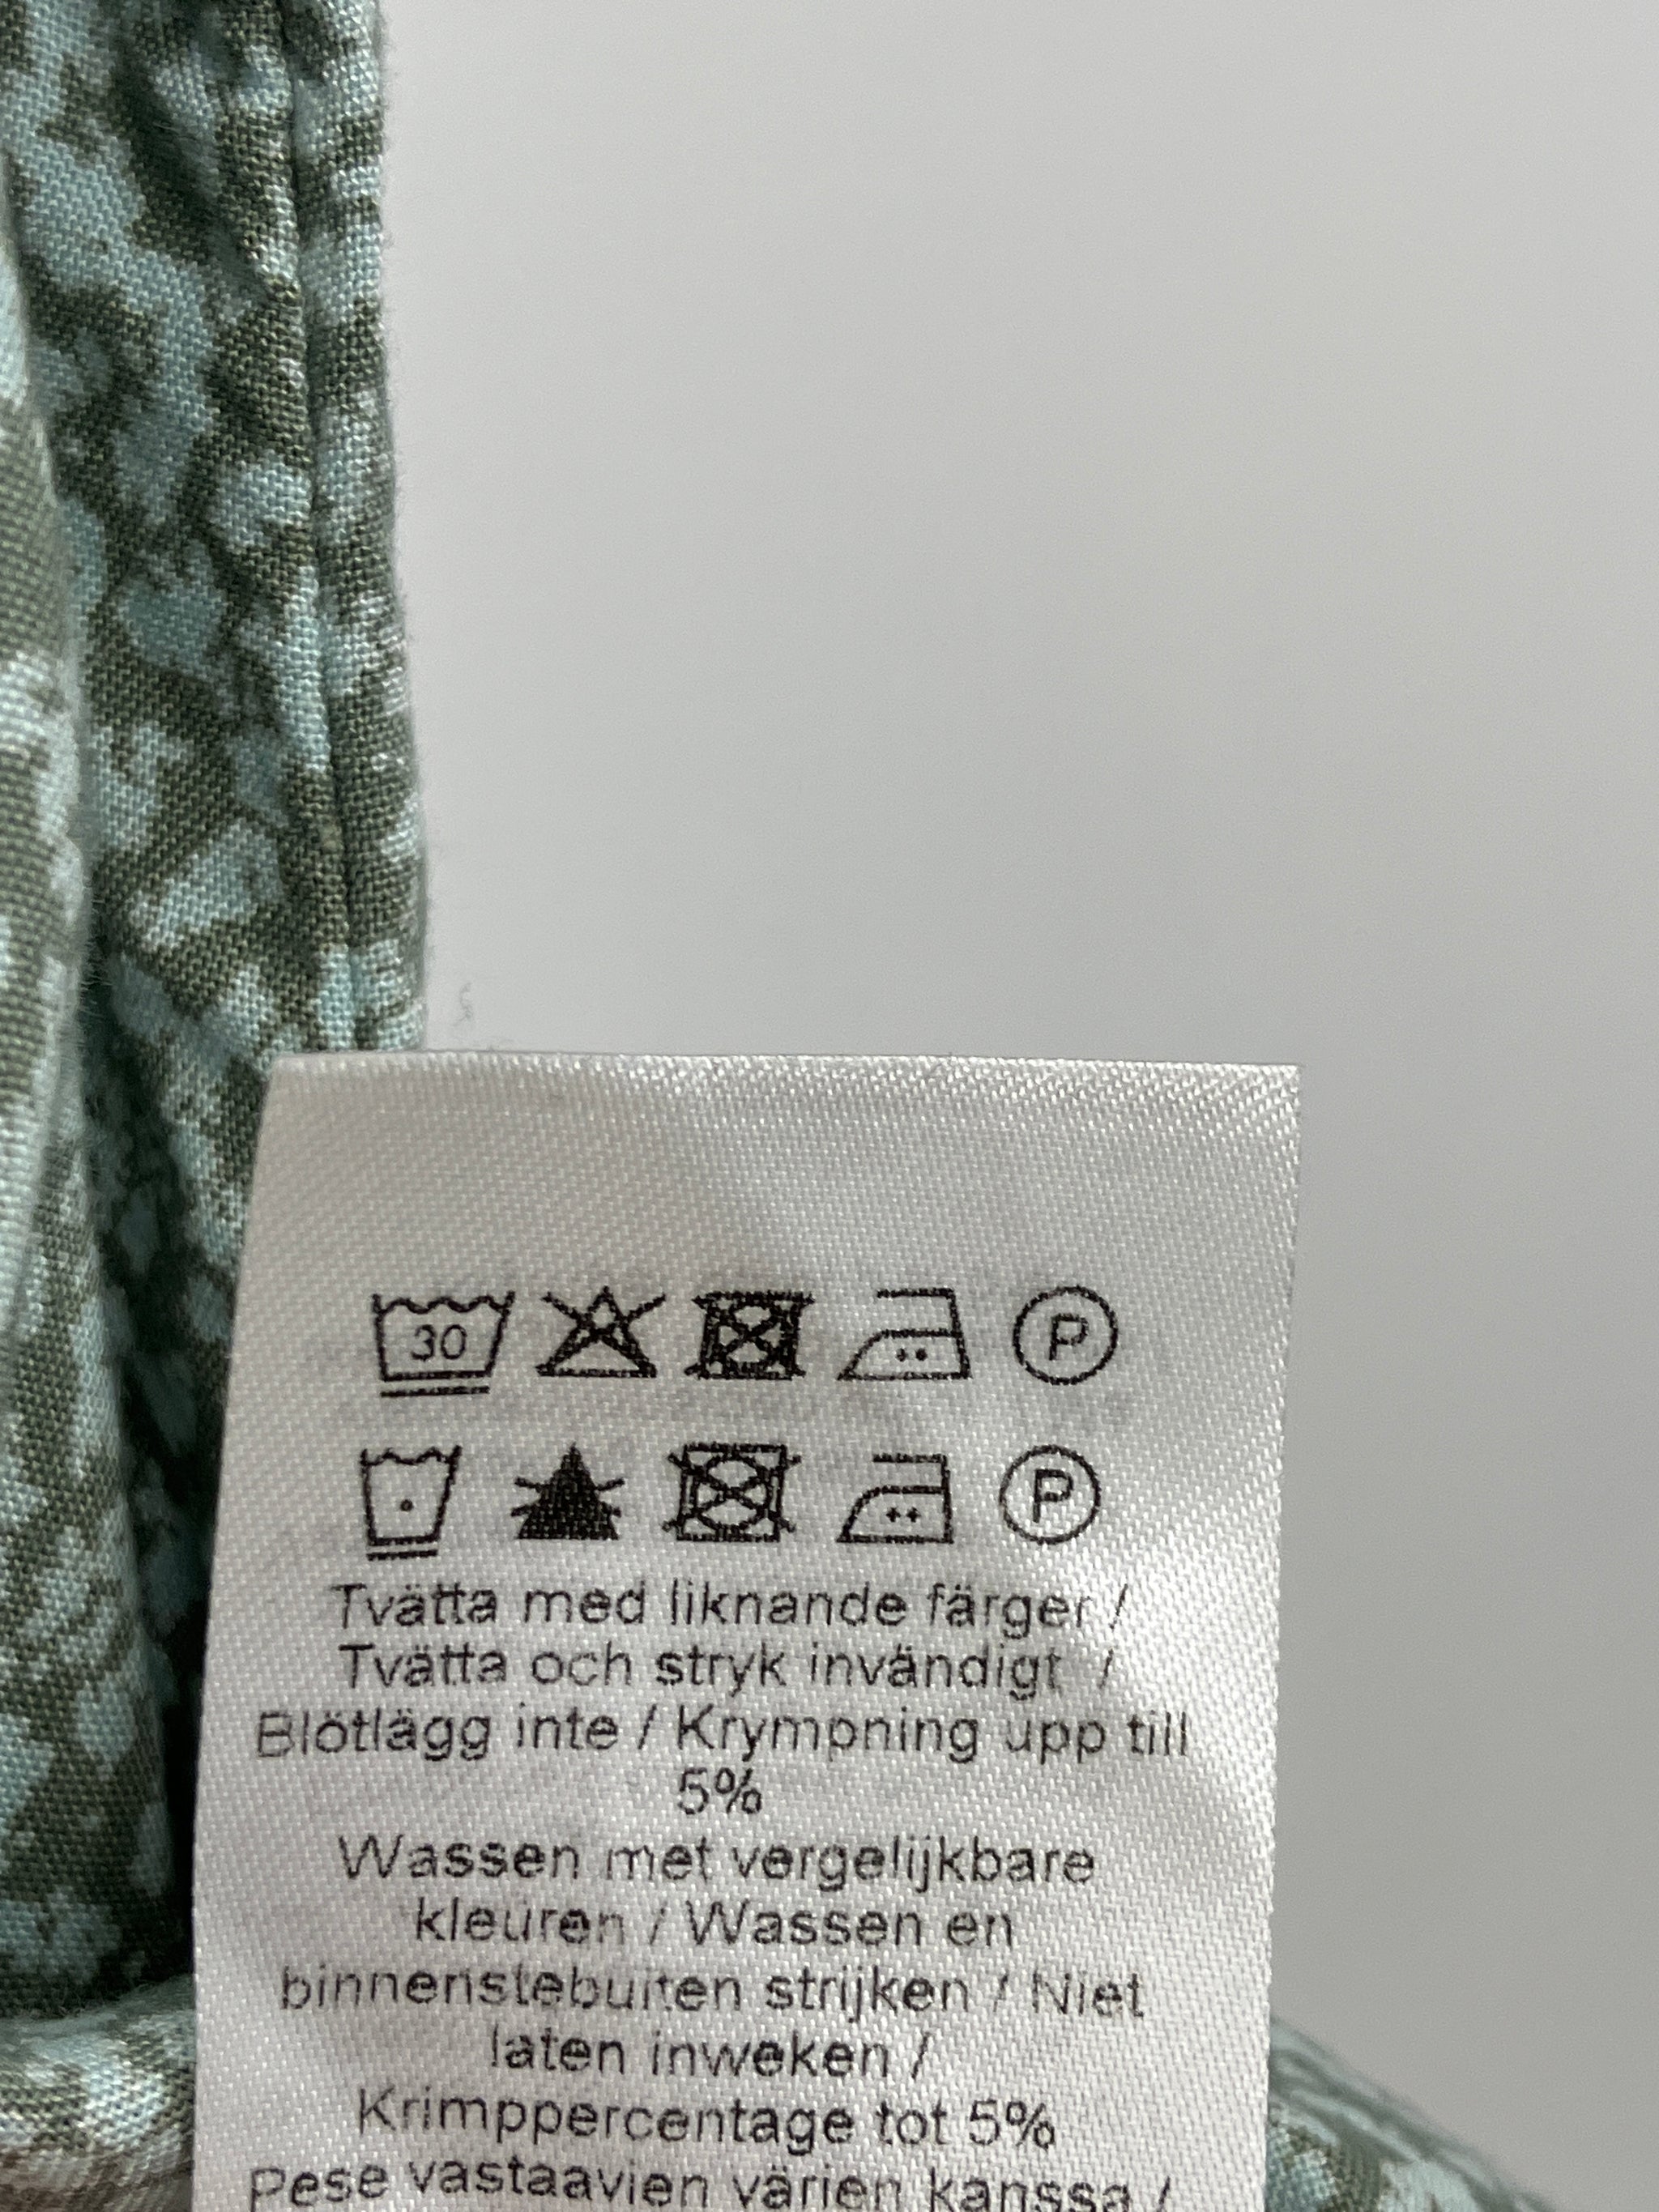 30 P
P
Tvätta med liknande färger /
Tvätta och stryk invändigt /
Blötlägg inte / Krympning upp till
5%
Wassen met vergelijkbare
kleuren / Wassen en
binnenstebuiten strijken / Niet
laten inweken /
Krimppercentage tot 5%
Pese vastaavien värien kanssa /